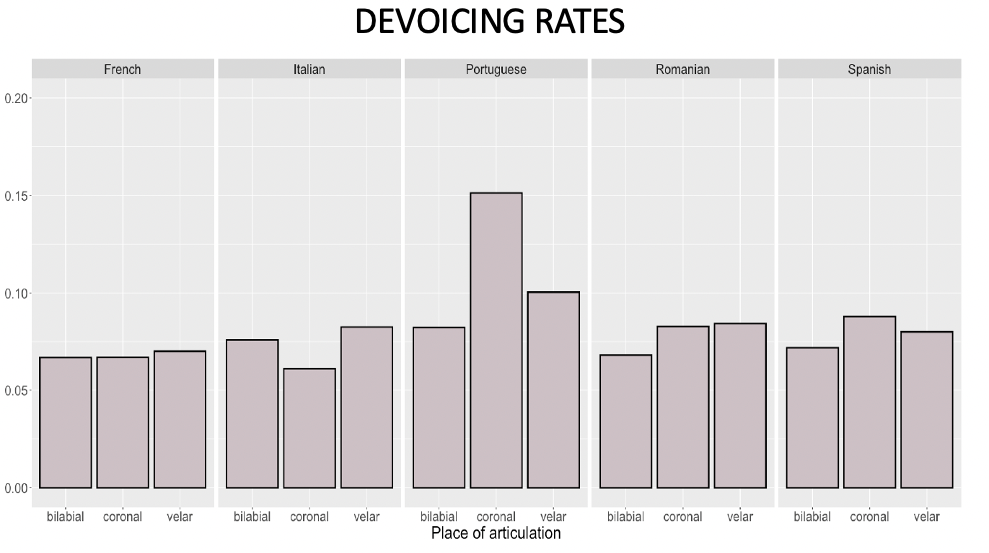 DEVOICING RATES
French Italian Portuguese Romanian Spanish
0.20
0.15
0.10
0.05
0.00
bilabial coronal velar bilabial coronal velar bilabial coronal velar bilabial coronal velar bilabial coronal velar
Place of articulation